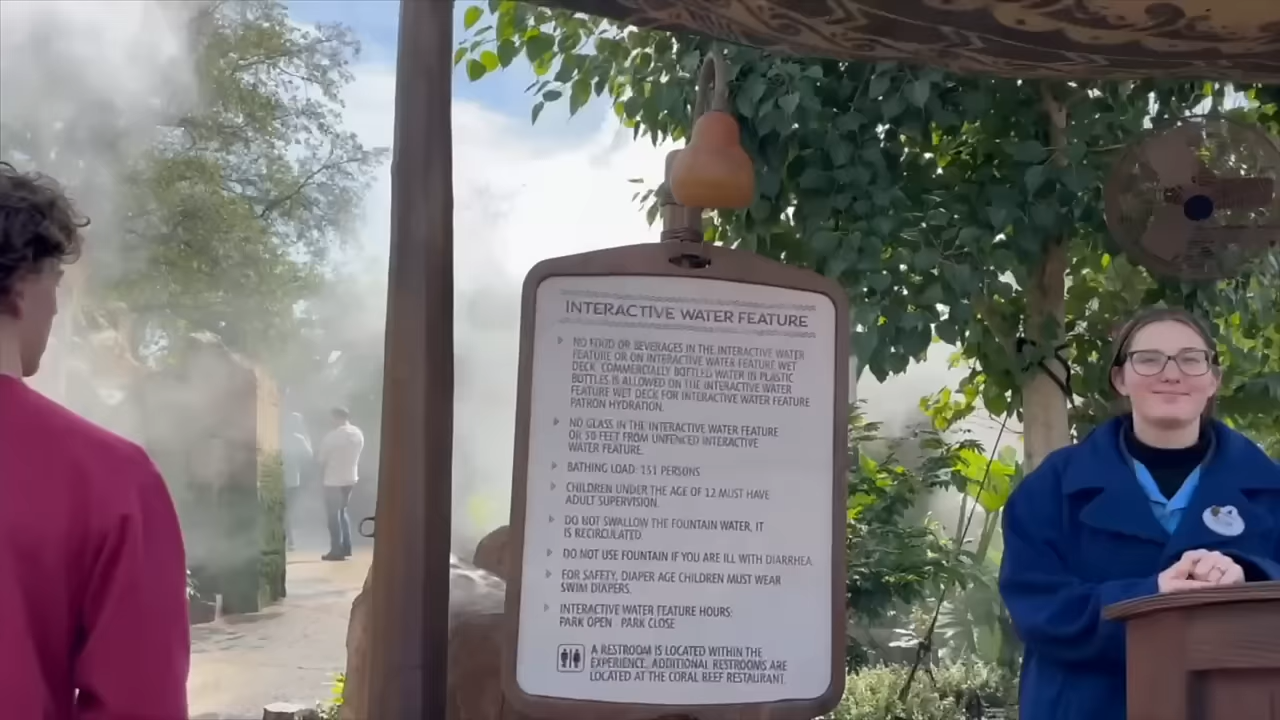 INTERACTIVE WATER FEATURE
NO FOOD OR BEVERAGES IN THE INTERACTIVE WATER
FEATURE OR ON INTERACTIVE WATER FEATURE WET
DECK. COMMERCIALLY BOTTLED WATER IN PLASTIC
BOTTLES IS ALLOWED ON THE INTERACTIVE WATER
FEATURE WET DECK FOR INTERACTIVE WATER FEATURE
PATRON HYDRATION.
NO GLASS IN THE INTERACTIVE WATER FEATURE
OR 50 FEET FROM UNFENCED INTERACTIVE
WATER FEATURE.
BATHING LOAD: 151 PERSONS
CHILDREN UNDER THE AGE OF 12 MUST HAVE
ADULT SUPERVISION.
DO NOT SWALLOW THE FOUNTAIN WATER, IT
IS RECIRCULATED
DO NOT USE FOUNTAIN IF YOU ARE ILL WITH DIARRHEA.
FOR SAFETY, DIAPER AGE CHILDREN MUST WEAR
SWIM DIAPERS.
INTERACTIVE WATER FEATURE HOURS:
PARK OPEN PARK CLOSE
A RESTROOM IS LOCATED WITHIN THE
EXPERIENCE. ADDITIONAL RESTROOMS ARE
LOCATED AT THE CORAL REEF RESTAURANT.